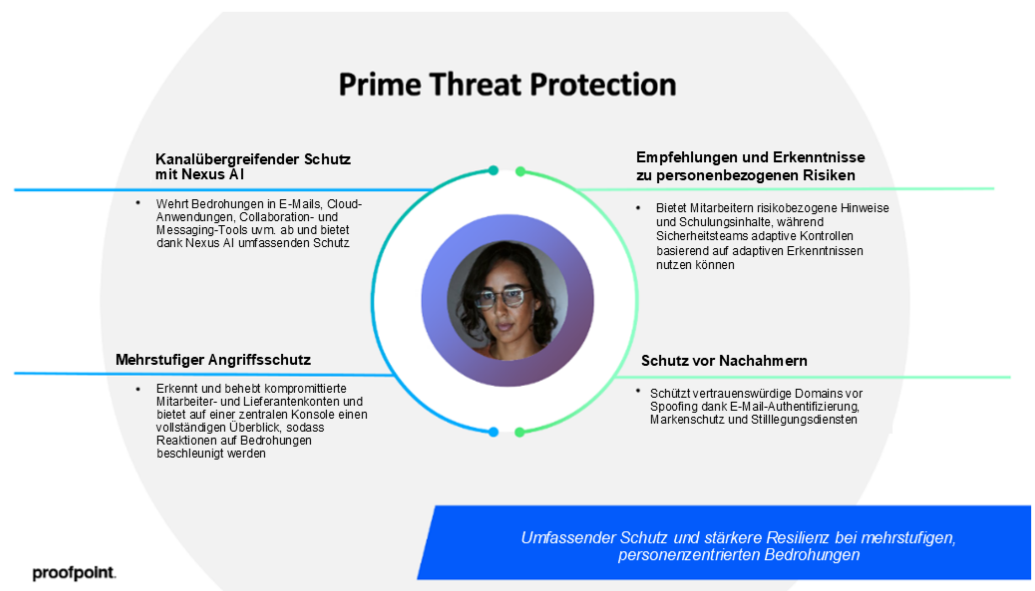 Prime Threat Protection
Kanalübergreifender Schutz
mit Nexus AI
• Wehrt Bedrohungen in E-Mails, Cloud-
Anwendungen, Collaboration- und
Messaging-Tools uvm. ab und bietet
dank Nexus AI umfassenden Schutz
Empfehlungen und Erkenntnisse
zu personenbezogenen Risiken
• Bietet Mitarbeitern risikobezogene Hinweise
und Schulungsinhalte, während
Sicherheitsteams adaptive Kontrollen
basierend auf adaptiven Erkenntnissen
nutzen können
Mehrstufiger Angriffsschutz
• Erkennt und behebt kompromittierte
Mitarbeiter- und Lieferantenkonten und
bietet auf einer zentralen Konsole einen
vollständigen Überblick, sodass
Reaktionen auf Bedrohungen
beschleunigt werden
Schutz vor Nachahmern
• Schützt vertrauenswürdige Domains vor
Spoofing dank E-Mail-Authentifizierung,
Markenschutz und Stilllegungsdiensten
Umfassender Schutz und stärkere Resilienz bei mehrstufigen,
personenzentrierten Bedrohungen
proofpoint.